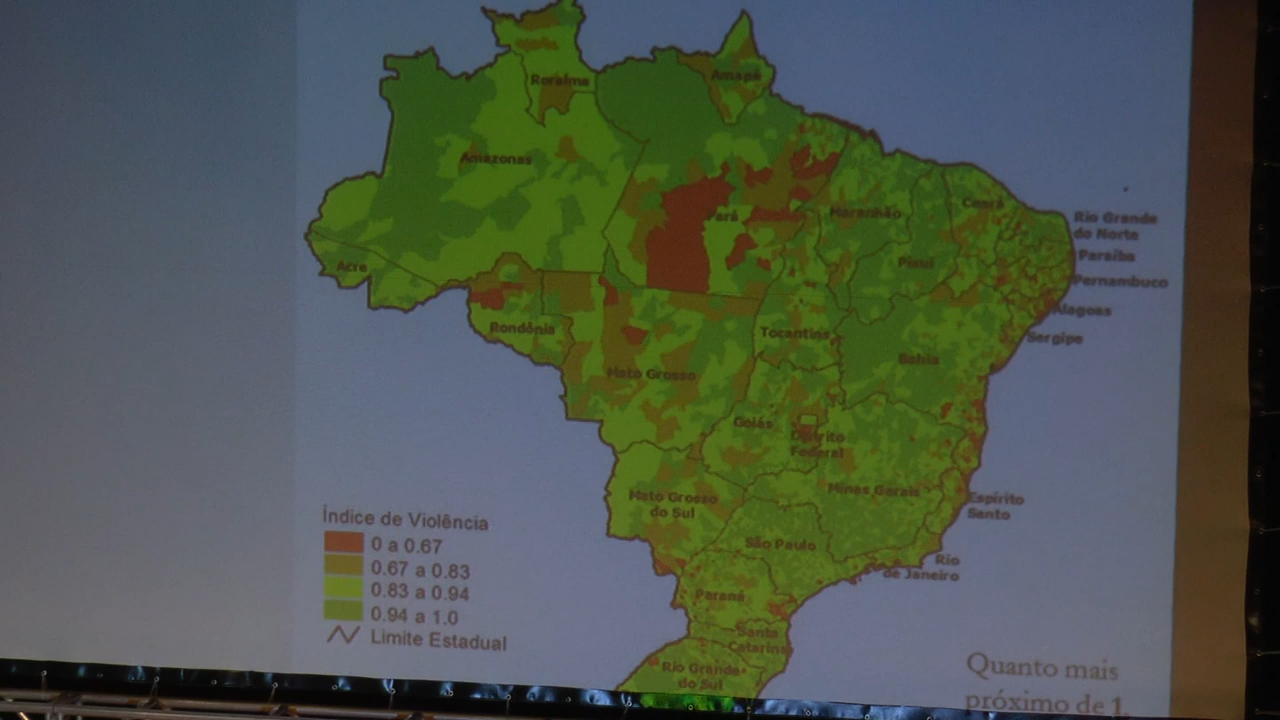 Roraima
Amapá
Amazonas
Pará
Maranhão
Ceará
Rio Grande
do Norte
Paraíba
Pernambuco
Alagoas
Sergipe
Piauí
Acre
Rondônia
Tocantins
Bahia
Mato Grosso
Goiás
Distrito
Federal
Minas Gerais
Espírito
Santo
Mato Grosso
do Sul
São Paulo
Rio
de Janeiro
Paraná
Santa
Catarina
Rio Grande
do Sul
Índice de Violência
0 a 0.67
0.67 a 0.83
0.83 a 0.94
0.94 a 1.0
Limite Estadual
Quanto mais
próximo de 1,